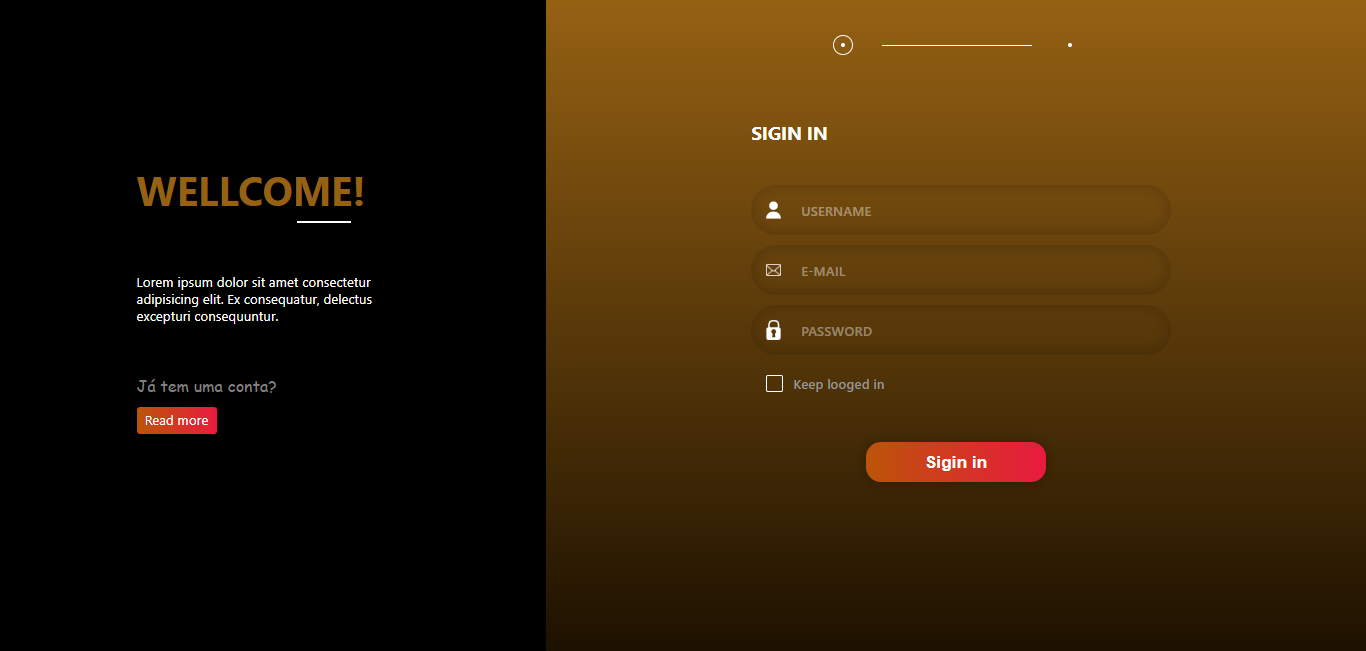 WELLCOME!
Lorem ipsum dolor sit amet consectetur
adipisicing elit. Ex consequatur, delectus
excepturi consequuntur.
Já tem uma conta?
Read more
SIGIN IN
USERNAME
E-MAIL
PASSWORD
Keep looged in
Sigin in